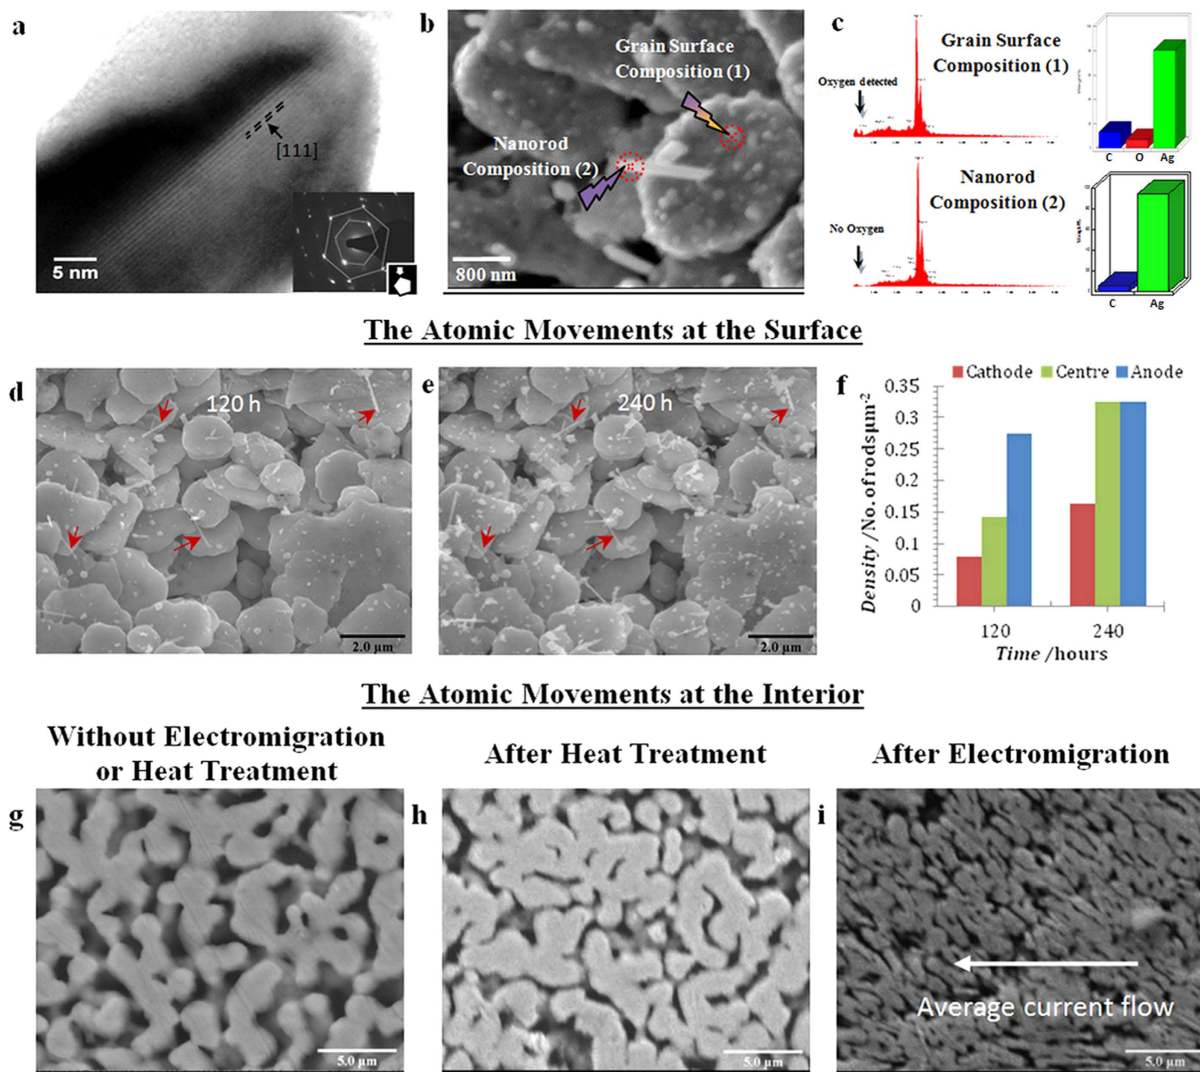 a
[111]
5 nm
b
Grain Surface
Composition (1)
Nanorod
Composition (2)
800 nm
c
Oxygen detected
Grain Surface
Composition (1)
C O Ag
No Oxygen
Nanorod
Composition (2)
C Ag
The Atomic Movements at the Surface
d
120 h
2.0 μm
e
240 h
2.0 μm
f
Cathode Centre Anode
Density /No. of rods μm-2
0.35
0.3
0.25
0.2
0.15
0.1
0.05
0
120 240
Time /hours
The Atomic Movements at the Interior
Without Electromigration
or Heat Treatment
After Heat Treatment
After Electromigration
g
5.0 μm
h
5.0 μm
i
Average current flow
5.0 μm